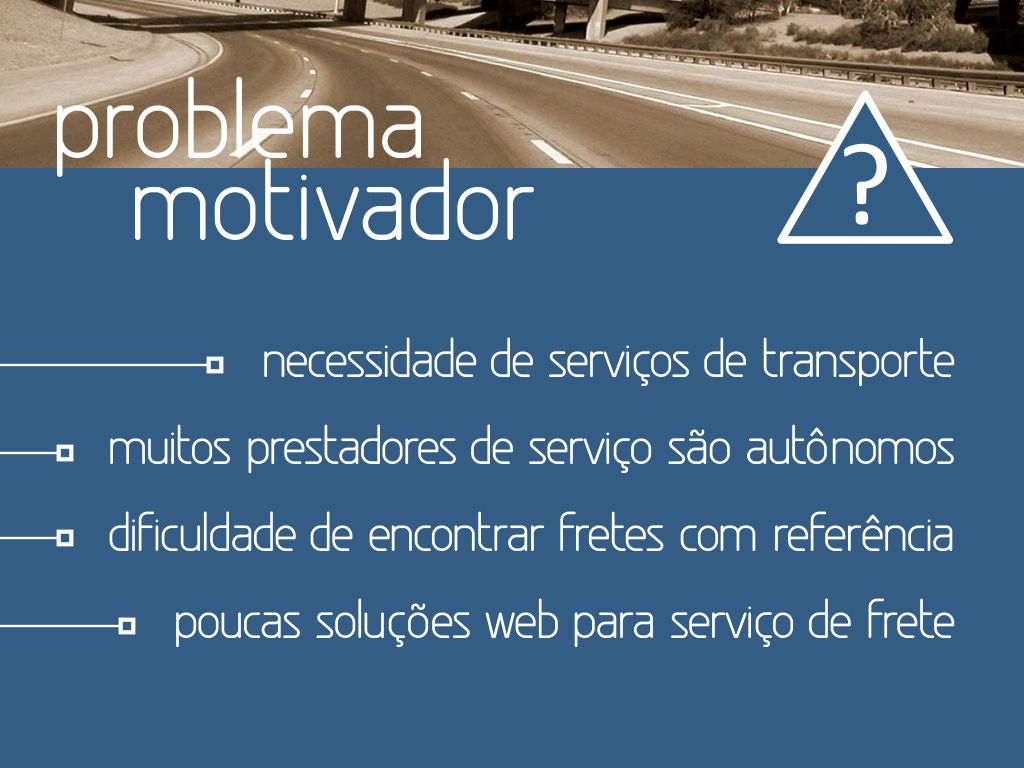 problema
motivador
?
necessidade de serviços de transporte
muitos prestadores de serviço são autônomos
dificuldade de encontrar fretes com referência
poucas soluções web para serviço de frete